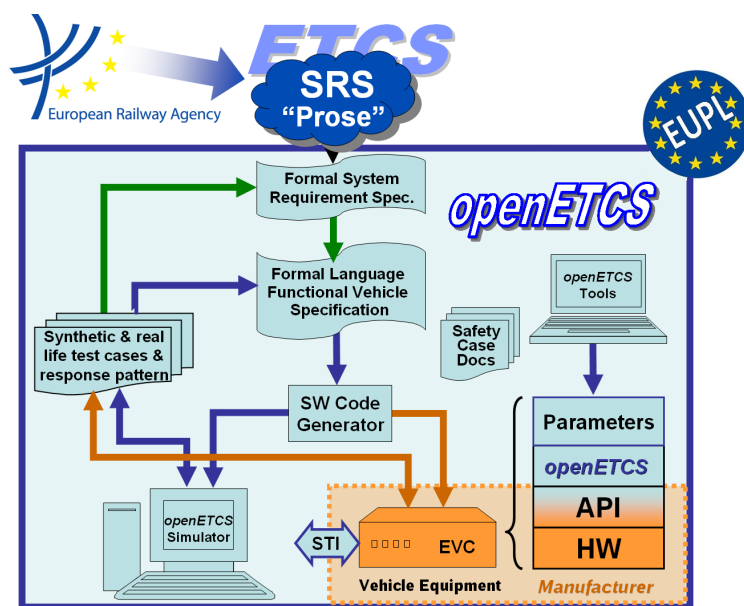 ETCS
European Railway Agency
SRS
“Prose”
EUPL
Formal System
Requirement Spec.
openETCS
Formal Language
Functional Vehicle
Specification
openETCS
Tools
Synthetic & real
life test cases &
response pattern
Safety
Case
Docs
SW Code
Generator
Parameters
openETCS
API
HW
openETCS
Simulator
STI
EVC
Vehicle Equipment
Manufacturer